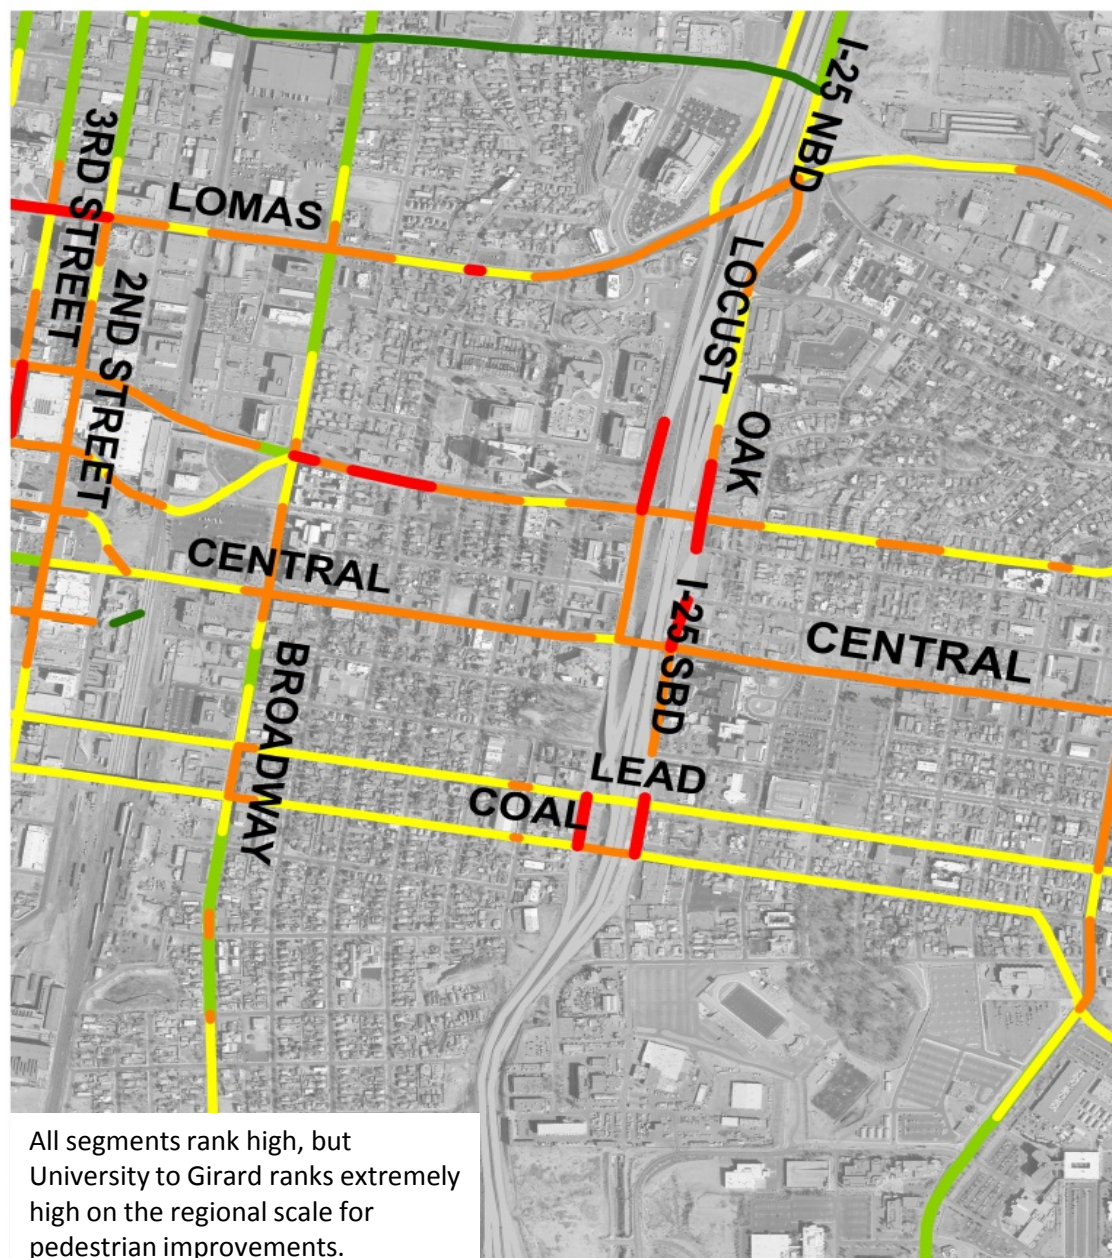 I-25 NBD
3RD STREET
LOMAS
2ND STREET
LOCUST
OAK
CENTRAL
I-25 SBD
CENTRAL
BROADWAY
LEAD
COAL
All segments rank high, but
University to Girard ranks extremely
high on the regional scale for
pedestrian improvements.